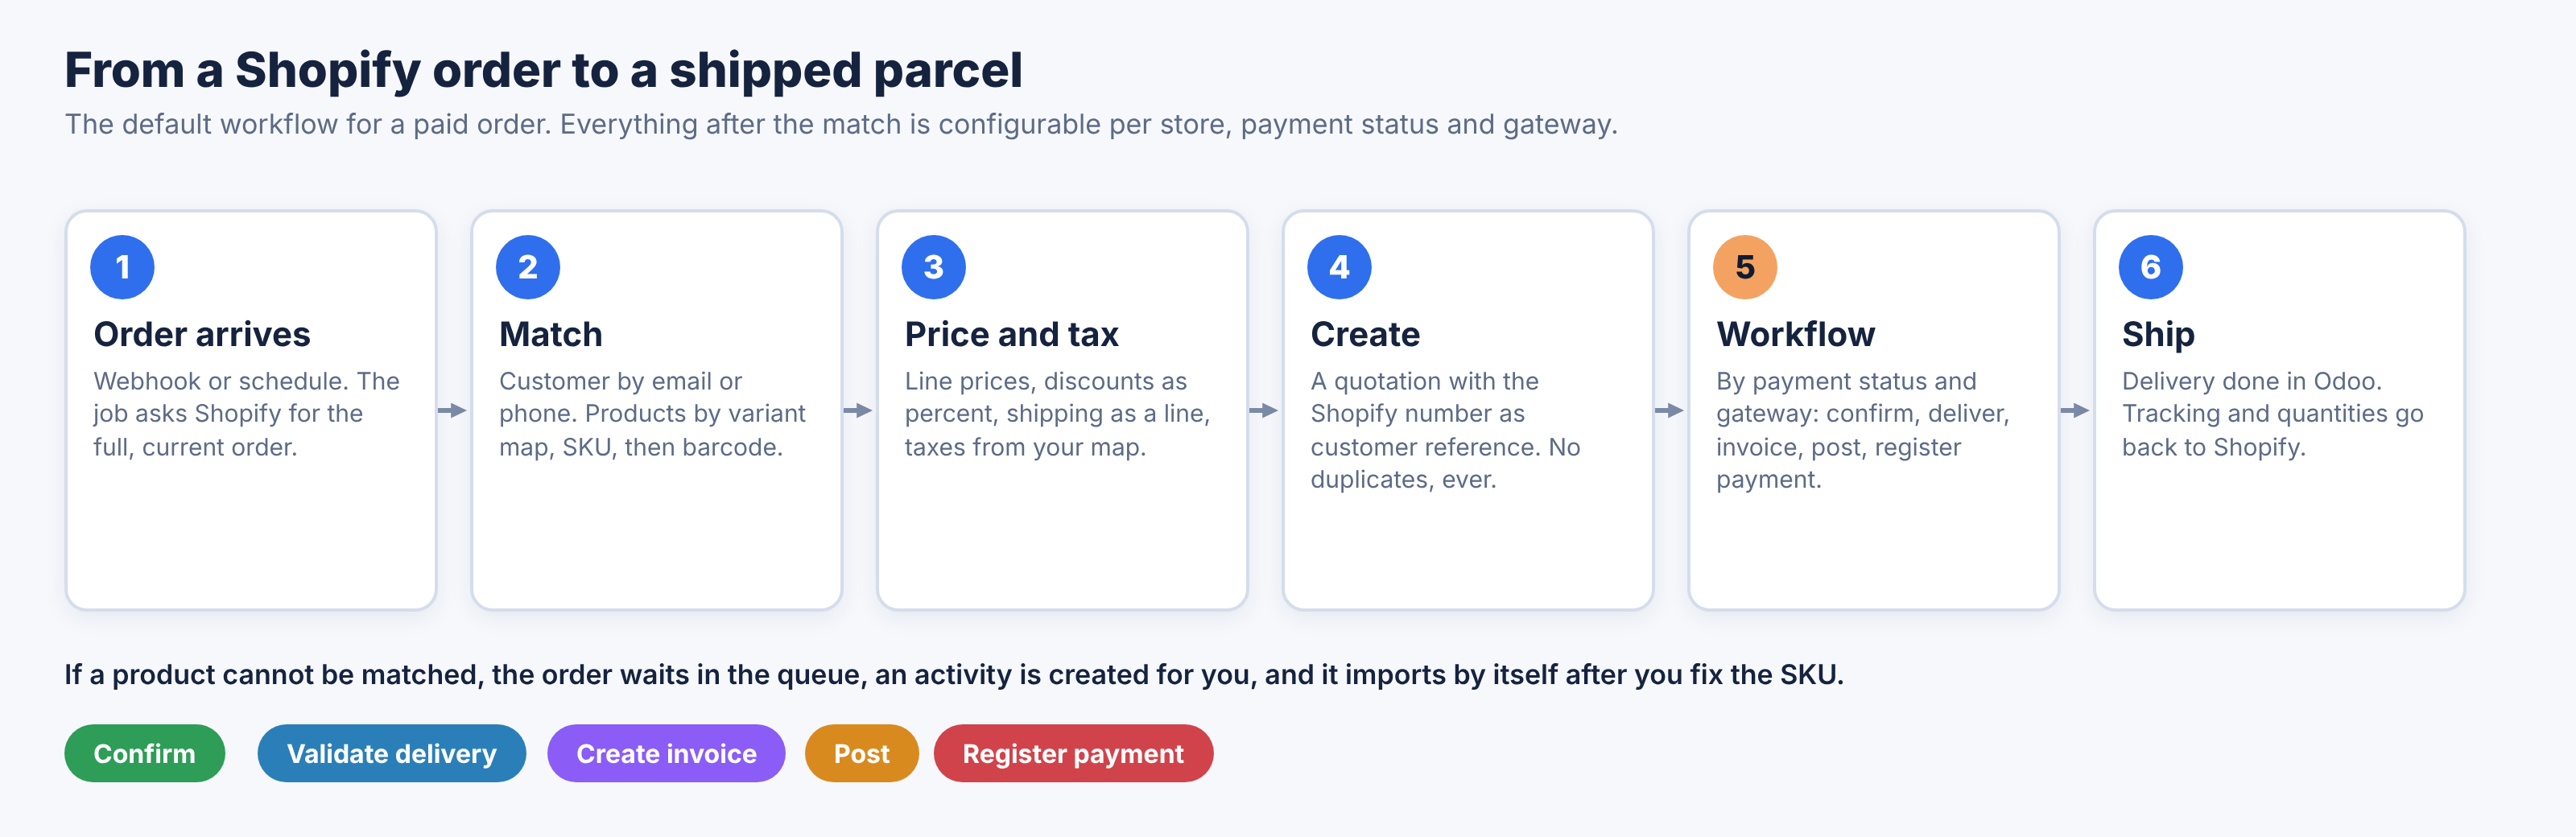 From a Shopify order to a shipped parcel
The default workflow for a paid order. Everything after the match is configurable per store, payment status and gateway.
1
Order arrives
Webhook or schedule. The
job asks Shopify for the
full, current order.
2
Match
Customer by email or
phone. Products by variant
map, SKU, then barcode.
3
Price and tax
Line prices, discounts as
percent, shipping as a line,
taxes from your map.
4
Create
A quotation with the
Shopify number as
customer reference. No
duplicates, ever.
5
Workflow
By payment status and
gateway: confirm, deliver,
invoice, post, register
payment.
6
Ship
Delivery done in Odoo.
Tracking and quantities go
back to Shopify.
If a product cannot be matched, the order waits in the queue, an activity is created for you, and it imports by itself after you fix the SKU.
Confirm
Validate delivery
Create invoice
Post
Register payment